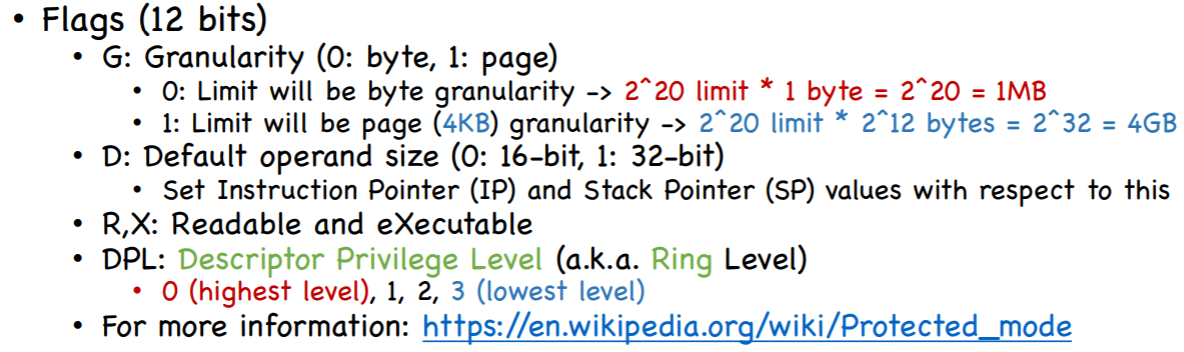 • Flags (12 bits)
• G: Granularity (0: byte, 1: page)
• 0: Limit will be byte granularity -> 2^20 limit * 1 byte = 2^20 = 1MB
• 1: Limit will be page (4KB) granularity -> 2^20 limit * 2^12 bytes = 2^32 = 4GB
• D: Default operand size (0: 16-bit, 1: 32-bit)
• Set Instruction Pointer (IP) and Stack Pointer (SP) values with respect to this
• R,X: Readable and eXecutable
• DPL: Descriptor Privilege Level (a.k.a. Ring Level)
• 0 (highest level), 1, 2, 3 (lowest level)
• For more information: https://en.wikipedia.org/wiki/Protected_mode